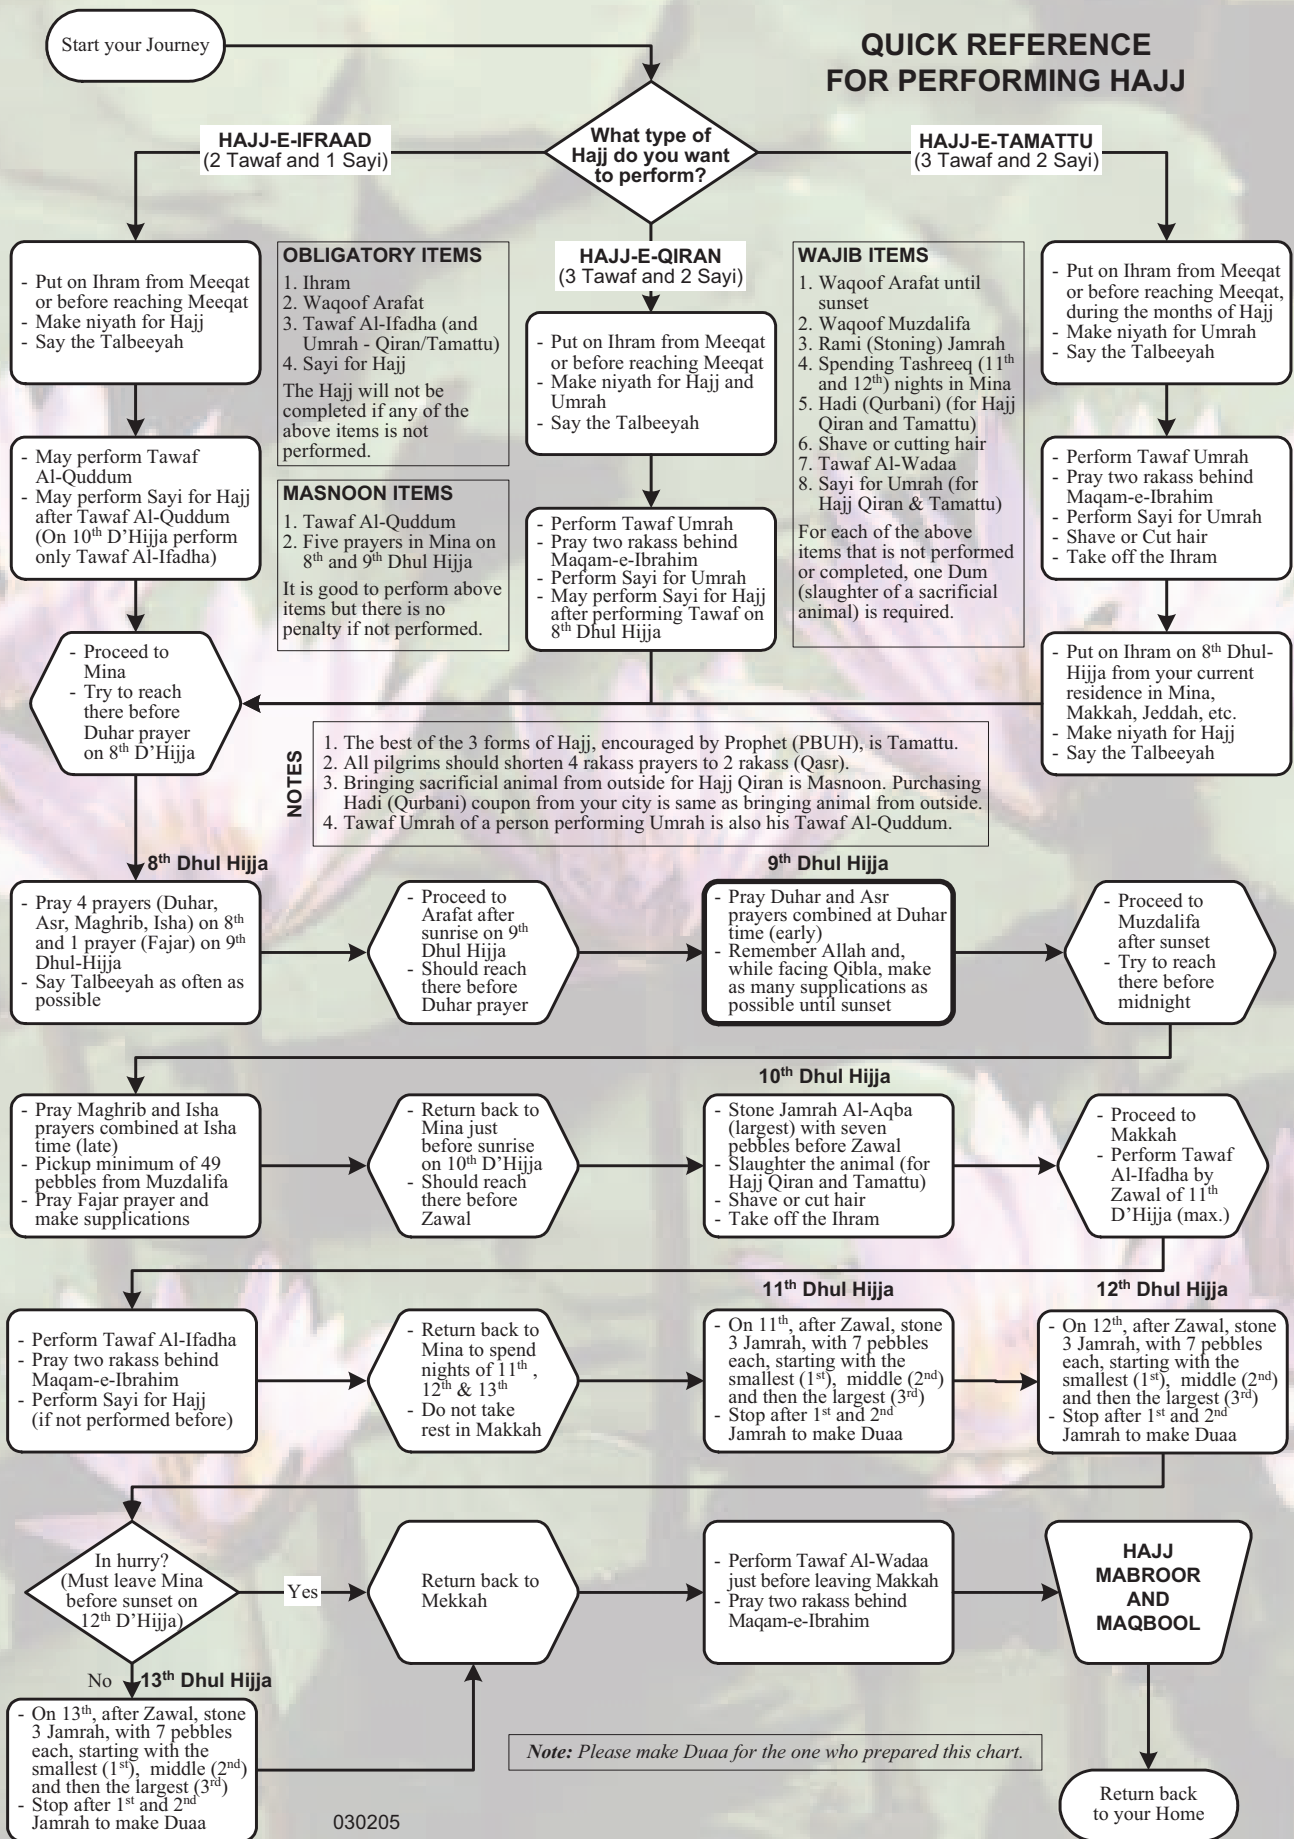 Start your Journey
QUICK REFERENCE
FOR PERFORMING HAJJ
What type of
Hajj do you want
to perform?
HAJJ-E-IFRAAD
(2 Tawaf and 1 Sayi)
HAJJ-E-TAMATTU
(3 Tawaf and 2 Sayi)
HAJJ-E-QIRAN
(3 Tawaf and 2 Sayi)
- Put on Ihram from Meeqat
or before reaching Meeqat
- Make niyath for Hajj
- Say the Talbeeyah
OBLIGATORY ITEMS
1. Ihram
2. Waqoof Arafat
3. Tawaf Al-Ifadha (and
Umrah - Qiran/Tamattu)
4. Sayi for Hajj
The Hajj will not be
completed if any of the
above items is not
performed.
- Put on Ihram from Meeqat
or before reaching Meeqat
- Make niyath for Hajj and
Umrah
- Say the Talbeeyah
WAJIB ITEMS
1. Waqoof Arafat until
sunset
2. Waqoof Muzdalifa
3. Rami (Stoning) Jamrah
4. Spending Tashreeq (11th
and 12th) nights in Mina
5. Hadi (Qurbani) (for Hajj
Qiran and Tamattu)
6. Shave or cutting hair
7. Tawaf Al-Wadaa
8. Sayi for Umrah (for
Hajj Qiran & Tamattu)
For each of the above
items that is not performed
or completed, one Dum
(slaughter of a sacrificial
animal) is required.
- Put on Ihram from Meeqat
or before reaching Meeqat,
during the months of Hajj
- Make niyath for Umrah
- Say the Talbeeyah
- May perform Tawaf
Al-Quddum
- May perform Sayi for Hajj
after Tawaf Al-Quddum
(On 10th D'Hijja perform
only Tawaf Al-Ifadha)
MASNOON ITEMS
1. Tawaf Al-Quddum
2. Five prayers in Mina on
8th and 9th Dhul Hijja
It is good to perform above
items but there is no
penalty if not performed.
- Perform Tawaf Umrah
- Pray two rakass behind
Maqam-e-Ibrahim
- Perform Sayi for Umrah
- May perform Sayi for Hajj
after performing Tawaf on
8th Dhul Hijja
- Perform Tawaf Umrah
- Pray two rakass behind
Maqam-e-Ibrahim
- Perform Sayi for Umrah
- Shave or Cut hair
- Take off the Ihram
- Proceed to
Mina
- Try to reach
there before
Duhar prayer
on 8th D'Hijja
- Put on Ihram on 8th Dhul-
Hijja from your current
residence in Mina,
Makkah, Jeddah, etc.
- Make niyath for Hajj
- Say the Talbeeyah
NOTES
1. The best of the 3 forms of Hajj, encouraged by Prophet (PBUH), is Tamattu.
2. All pilgrims should shorten 4 rakass prayers to 2 rakass (Qasr).
3. Bringing sacrificial animal from outside for Hajj Qiran is Masnoon. Purchasing
Hadi (Qurbani) coupon from your city is same as bringing animal from outside.
4. Tawaf Umrah of a person performing Umrah is also his Tawaf Al-Quddum.
8th Dhul Hijja
- Pray 4 prayers (Duhar,
Asr, Maghrib, Isha) on 8th
and 1 prayer (Fajar) on 9th
Dhul-Hijja
- Say Talbeeyah as often as
possible
- Proceed to
Arafat after
sunrise on 9th
Dhul Hijja
- Should reach
there before
Duhar prayer
9th Dhul Hijja
- Pray Duhar and Asr
prayers combined at Duhar
time (early)
- Remember Allah and,
while facing Qibla, make
as many supplications as
possible until sunset
- Proceed to
Muzdalifa
after sunset
- Try to reach
there before
midnight
- Pray Maghrib and Isha
prayers combined at Isha
time (late)
- Pickup minimum of 49
pebbles from Muzdalifa
- Pray Fajar prayer and
make supplications
- Return back to
Mina just
before sunrise
on 10th D'Hijja
- Should reach
there before
Zawal
10th Dhul Hijja
- Stone Jamrah Al-Aqba
(largest) with seven
pebbles before Zawal
- Slaughter the animal (for
Hajj Qiran and Tamattu)
- Shave or cut hair
- Take off the Ihram
- Proceed to
Makkah
- Perform Tawaf
Al-Ifadha by
Zawal of 11th
D'Hijja (max.)
- Perform Tawaf Al-Ifadha
- Pray two rakass behind
Maqam-e-Ibrahim
- Perform Sayi for Hajj
(if not performed before)
- Return back to
Mina to spend
nights of 11th ,
12th & 13th
- Do not take
rest in Makkah
11th Dhul Hijja
- On 11th, after Zawal, stone
3 Jamrah, with 7 pebbles
each, starting with the
smallest (1st), middle (2nd)
and then the largest (3rd)
- Stop after 1st and 2nd
Jamrah to make Duaa
12th Dhul Hijja
- On 12th, after Zawal, stone
3 Jamrah, with 7 pebbles
each, starting with the
smallest (1st), middle (2nd)
and then the largest (3rd)
- Stop after 1st and 2nd
Jamrah to make Duaa
In hurry?
(Must leave Mina
before sunset on
12th D'Hijja)
Yes
Return back to
Mekkah
- Perform Tawaf Al-Wadaa
just before leaving Makkah
- Pray two rakass behind
Maqam-e-Ibrahim
HAJJ
MABROOR
AND
MAQBOOL
No
13th Dhul Hijja
- On 13th, after Zawal, stone
3 Jamrah, with 7 pebbles
each, starting with the
smallest (1st), middle (2nd)
and then the largest (3rd)
- Stop after 1st and 2nd
Jamrah to make Duaa
Note: Please make Duaa for the one who prepared this chart.
Return back
to your Home
030205